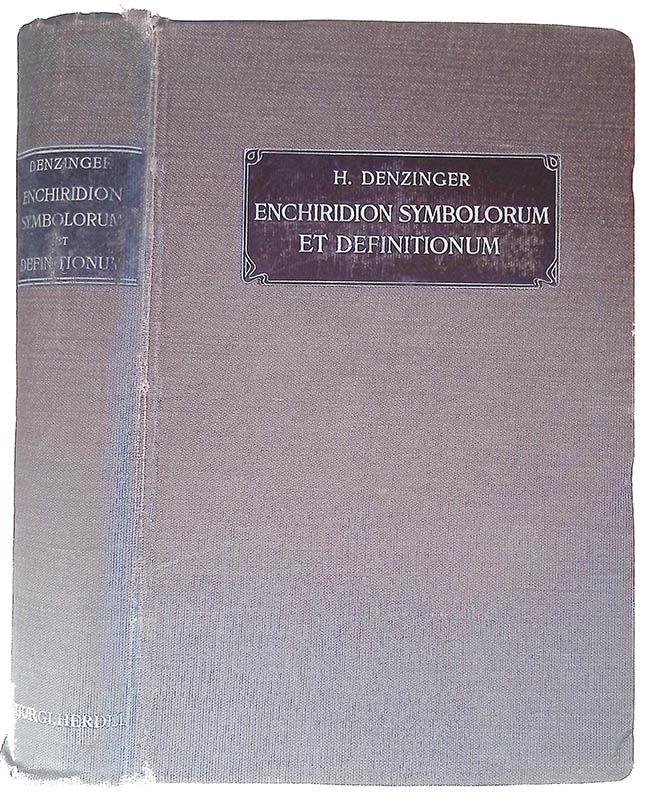 DENZINGER
ENCHIRIDION
SYMBOLORUM
ET
DEFINITIONUM
H. DENZINGER
ENCHIRIDION SYMBOLORUM
ET DEFINITIONUM